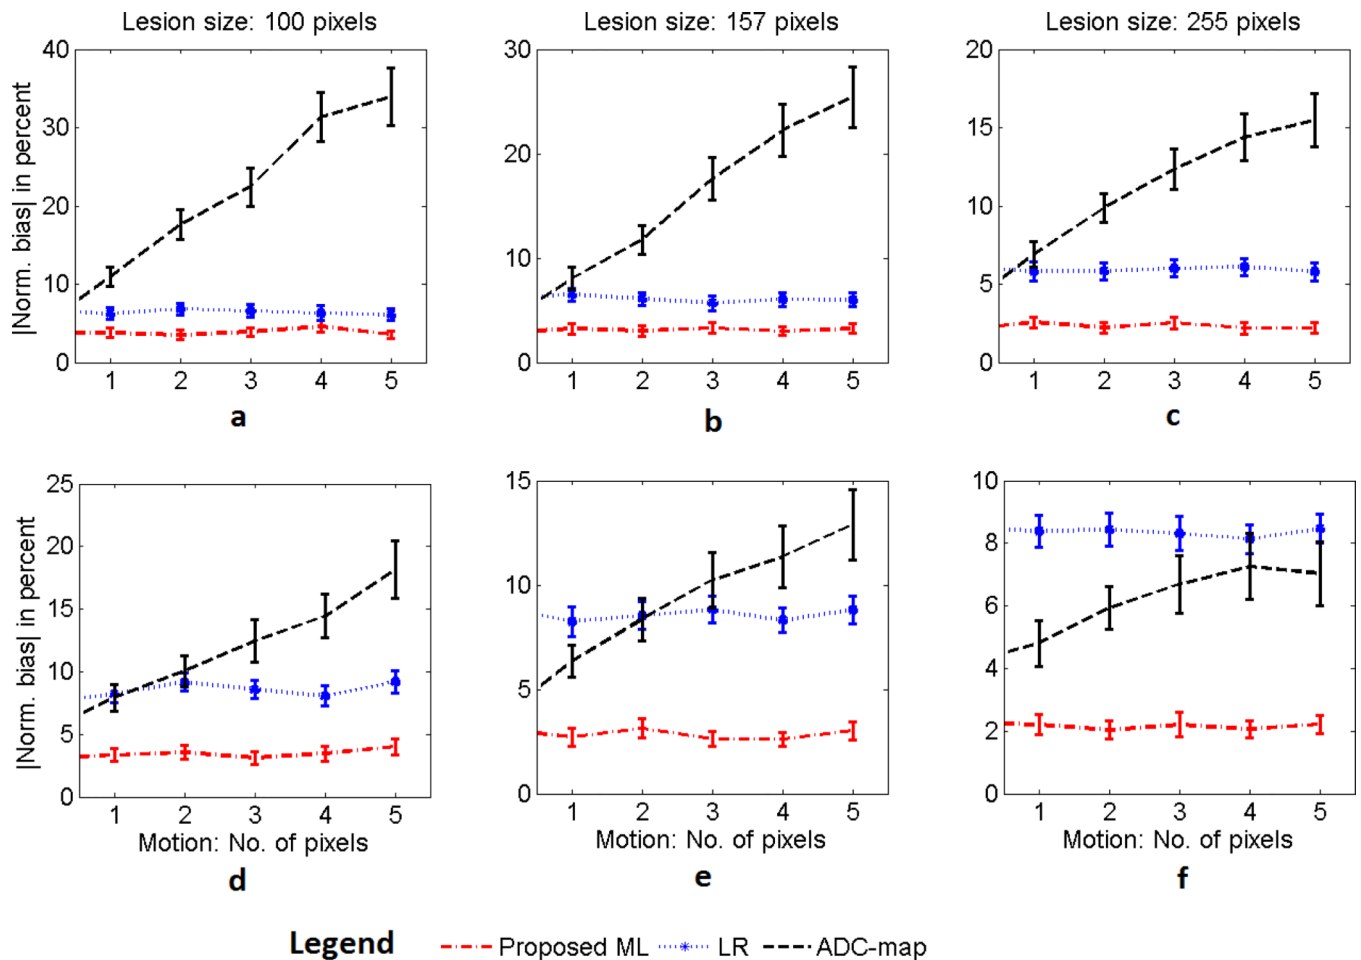 Lesion size: 100 pixels
Lesion size: 157 pixels
Lesion size: 255 pixels
|Norm. bias| in percent
40
30
20
10
0
1 2 3 4 5
a
30
20
10
0
1 2 3 4 5
b
20
15
10
5
0
1 2 3 4 5
c
|Norm. bias| in percent
25
20
15
10
5
0
1 2 3 4 5
Motion: No. of pixels
d
15
10
5
0
1 2 3 4 5
Motion: No. of pixels
e
10
8
6
4
2
0
1 2 3 4 5
Motion: No. of pixels
f
Legend Proposed ML LR ADC-map